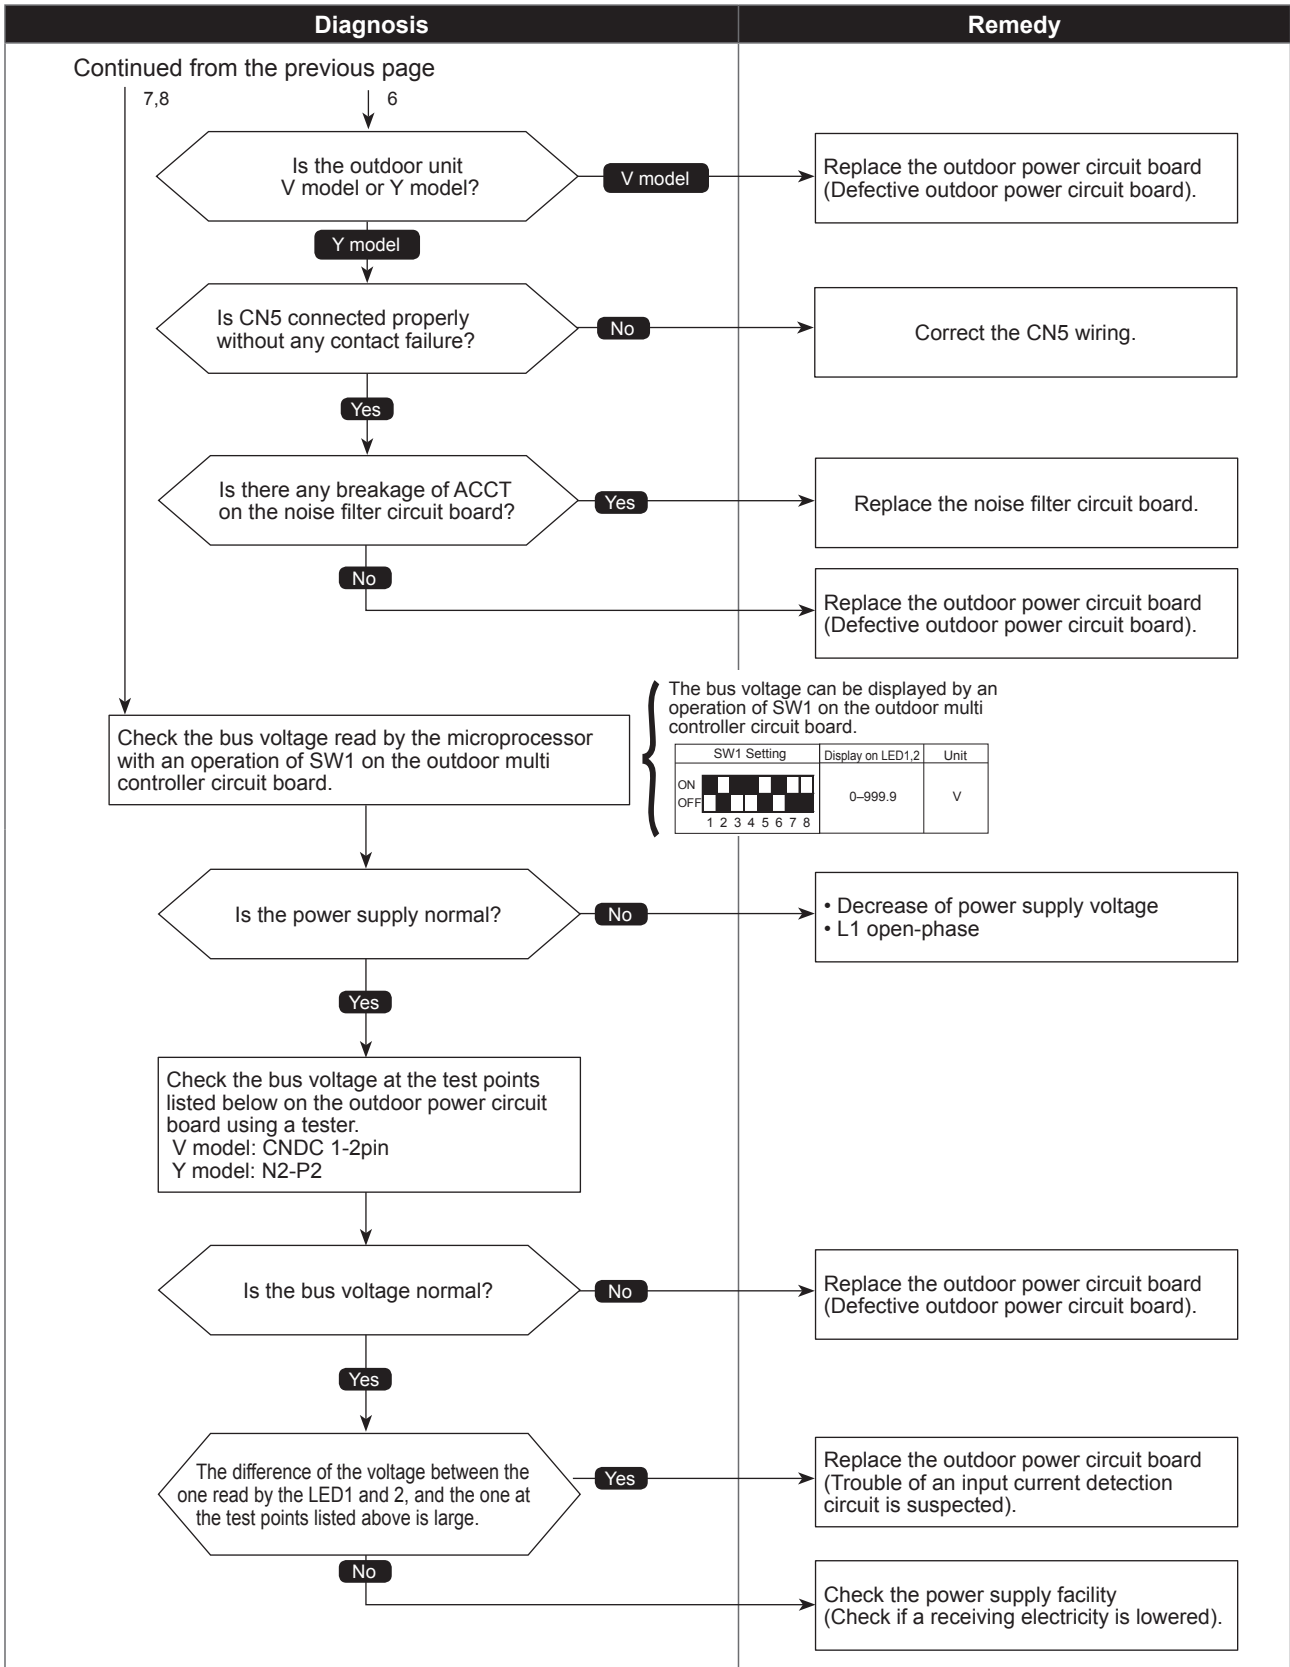 Diagnosis
Remedy
Continued from the previous page
7,8
6
Is the outdoor unit
V model or Y model?
V model
Replace the outdoor power circuit board
(Defective outdoor power circuit board).
Y model
Is CN5 connected properly
without any contact failure?
No
Correct the CN5 wiring.
Yes
Is there any breakage of ACCT
on the noise filter circuit board?
Yes
Replace the noise filter circuit board.
No
Replace the outdoor power circuit board
(Defective outdoor power circuit board).
Check the bus voltage read by the microprocessor
with an operation of SW1 on the outdoor multi
controller circuit board.
The bus voltage can be displayed by an
operation of SW1 on the outdoor multi
controller circuit board.
SW1 Setting
Display on LED1,2
Unit
ON
OFF
1 2 3 4 5 6 7 8
0–999.9
V
Is the power supply normal?
No
• Decrease of power supply voltage
• L1 open-phase
Yes
Check the bus voltage at the test points
listed below on the outdoor power circuit
board using a tester.
V model: CNDC 1-2pin
Y model: N2-P2
Is the bus voltage normal?
No
Replace the outdoor power circuit board
(Defective outdoor power circuit board).
Yes
The difference of the voltage between the
one read by the LED1 and 2, and the one at
the test points listed above is large.
Yes
Replace the outdoor power circuit board
(Trouble of an input current detection
circuit is suspected).
No
Check the power supply facility
(Check if a receiving electricity is lowered).